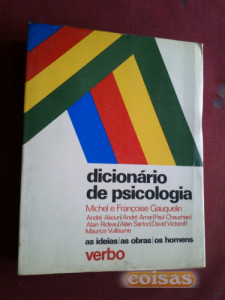 dicionário
de psicologia
Michel e Françoise Gauquelin
André Akoun|André Amar|Paul Chauchard
Alain Rideau|Alain Sarton|David Victoroff
Maurice Vuillaume
as ideias|as obras|os homens
verbo
coisas